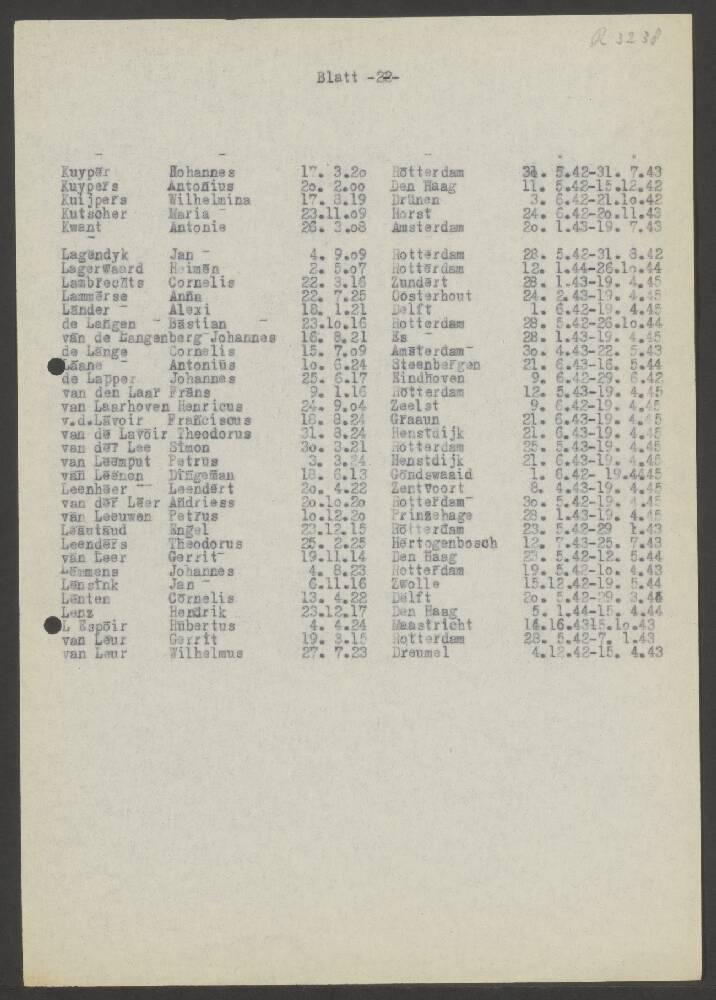 R 3238
Blatt -22-
Kuyper Hohannes 17. 3.2o Rotterdam 31. 5.42-31. 7.43
Kuypers Antonius 2o. 2.oo Den Haag 11. 5.42-15.12.42
Kuijpers Wilhelmina 17. 8.19 Drünen 3. 6.42-21.1o.42
Kutscher Maria 23.11.o9 Horst 24. 6.42-2o.11.43
Kwant Antonie 26. 3.o8 Amsterdam 2o. 1.43-19. 7.43
Lagendyk Jan 4. 9.o9 Rotterdam 28. 5.42-31. 8.42
Lagerwaard Heimen 2. 5.o7 Rotterdam 12. 1.44-26.1o.44
Lambrechts Cornelis 22. 3.16 Zundert 28. 1.43-19. 4.45
Lammerse Anna 22. 7.25 Oosterhout 24. 2.43-19. 4.45
Länder Alexi 18. 1.21 Delft 1. 6.42-19. 4.45
de Langen Bastian 23.1o.16 Rotterdam 28. 5.42-26.1o.44
van de Langenberg Johannes 16. 8.21 Es 28. 1.43-19. 4.45
de Lange Cornelis 15. 7.o9 Amsterdam 3o. 4.43-22. 5.43
Laane Antonius 1o. 6.24 Steenbergen 21. 6.43-16. 5.44
de Lapper Johannes 25. 6.17 Eindhoven 9. 6.42-29. 6.42
van den Laar Frans 9. 1.16 Rotterdam 12. 5.43-19. 4.45
van Laarhoven Henricus 24. 9.o4 Zeelst 9. 6.42-19. 4.45
v.d.Lavoir Franciscus 18. 8.24 Graaun 21. 6.43-19. 4.45
van de Lavoir Theodorus 31. 8.24 Henstdijk 21. 6.43-19. 4.45
van der Lee Simon 3o. 3.21 Rotterdam 25. 5.43-19. 4.45
van Leemput Petrus 3. 3.24 Henstdijk 21. 6.43-19. 4.45
van Leenen Dingeman 18. 6.13 Gondswaaid 1. 6.42- 19.4445
Leenheer Leendert 2o. 4.22 Zentvoort 8. 4.43-19. 4.45
van der Leer Andriess 2o.1o.2o Rotterdam 3o. 5.42-19. 4.45
van Leeuwen Petrus 1o.12.2o Prinzehage 28. 1.43-19. 4.45
Leautaud Engel 22.12.15 Rotterdam 23. 5.42-29 1.43
Leenders Theodorus 25. 2.25 Hertogenbosch 12. 7.43-25. 7.43
van Leer Gerrit 19.11.14 Den Haag 23. 5.42-12. 5.44
Lemmens Johannes 4. 8.23 Rotterdam 19. 5.42-1o. 4.43
Lensink Jan 6.11.16 Zwolle 15.12.42-19. 5.44
Lenten Cornelis 13. 4.22 Delft 2o. 5.42-29. 3.43
Lenz Hendrik 23.12.17 Den Haag 5. 1.44-15. 4.44
L Espoir Hubertus 4. 4.24 Maastricht 14.16.4315.1o.43
van Leur Gerrit 19. 3.15 Rotterdam 28. 5.42-7. 1.43
van Leur Wilhelmus 27. 7.23 Dreumel 4.12.42-15. 4.43